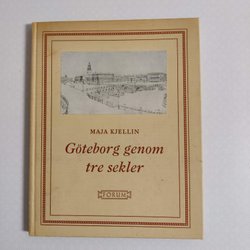 MAJA KJELLIN
Göteborg genom
tre sekler
FORUM